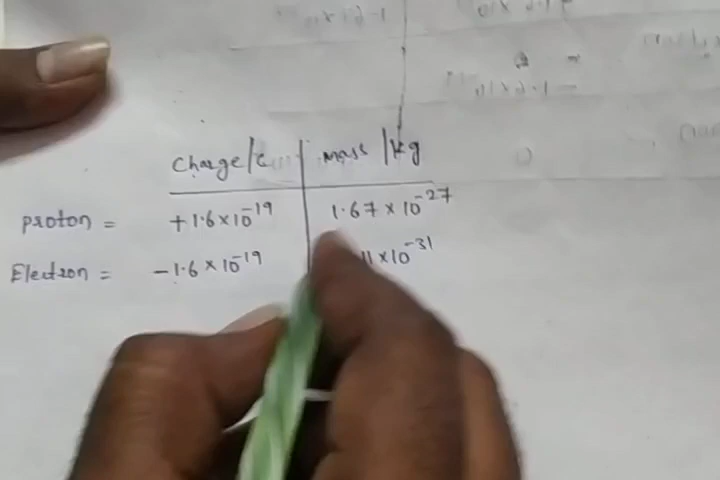 Charge/C mass/kg
Proton = +1.6×10⁻¹⁹ 1.67×10⁻²⁷
Electron = -1.6×10⁻¹⁹ 11×10⁻³¹